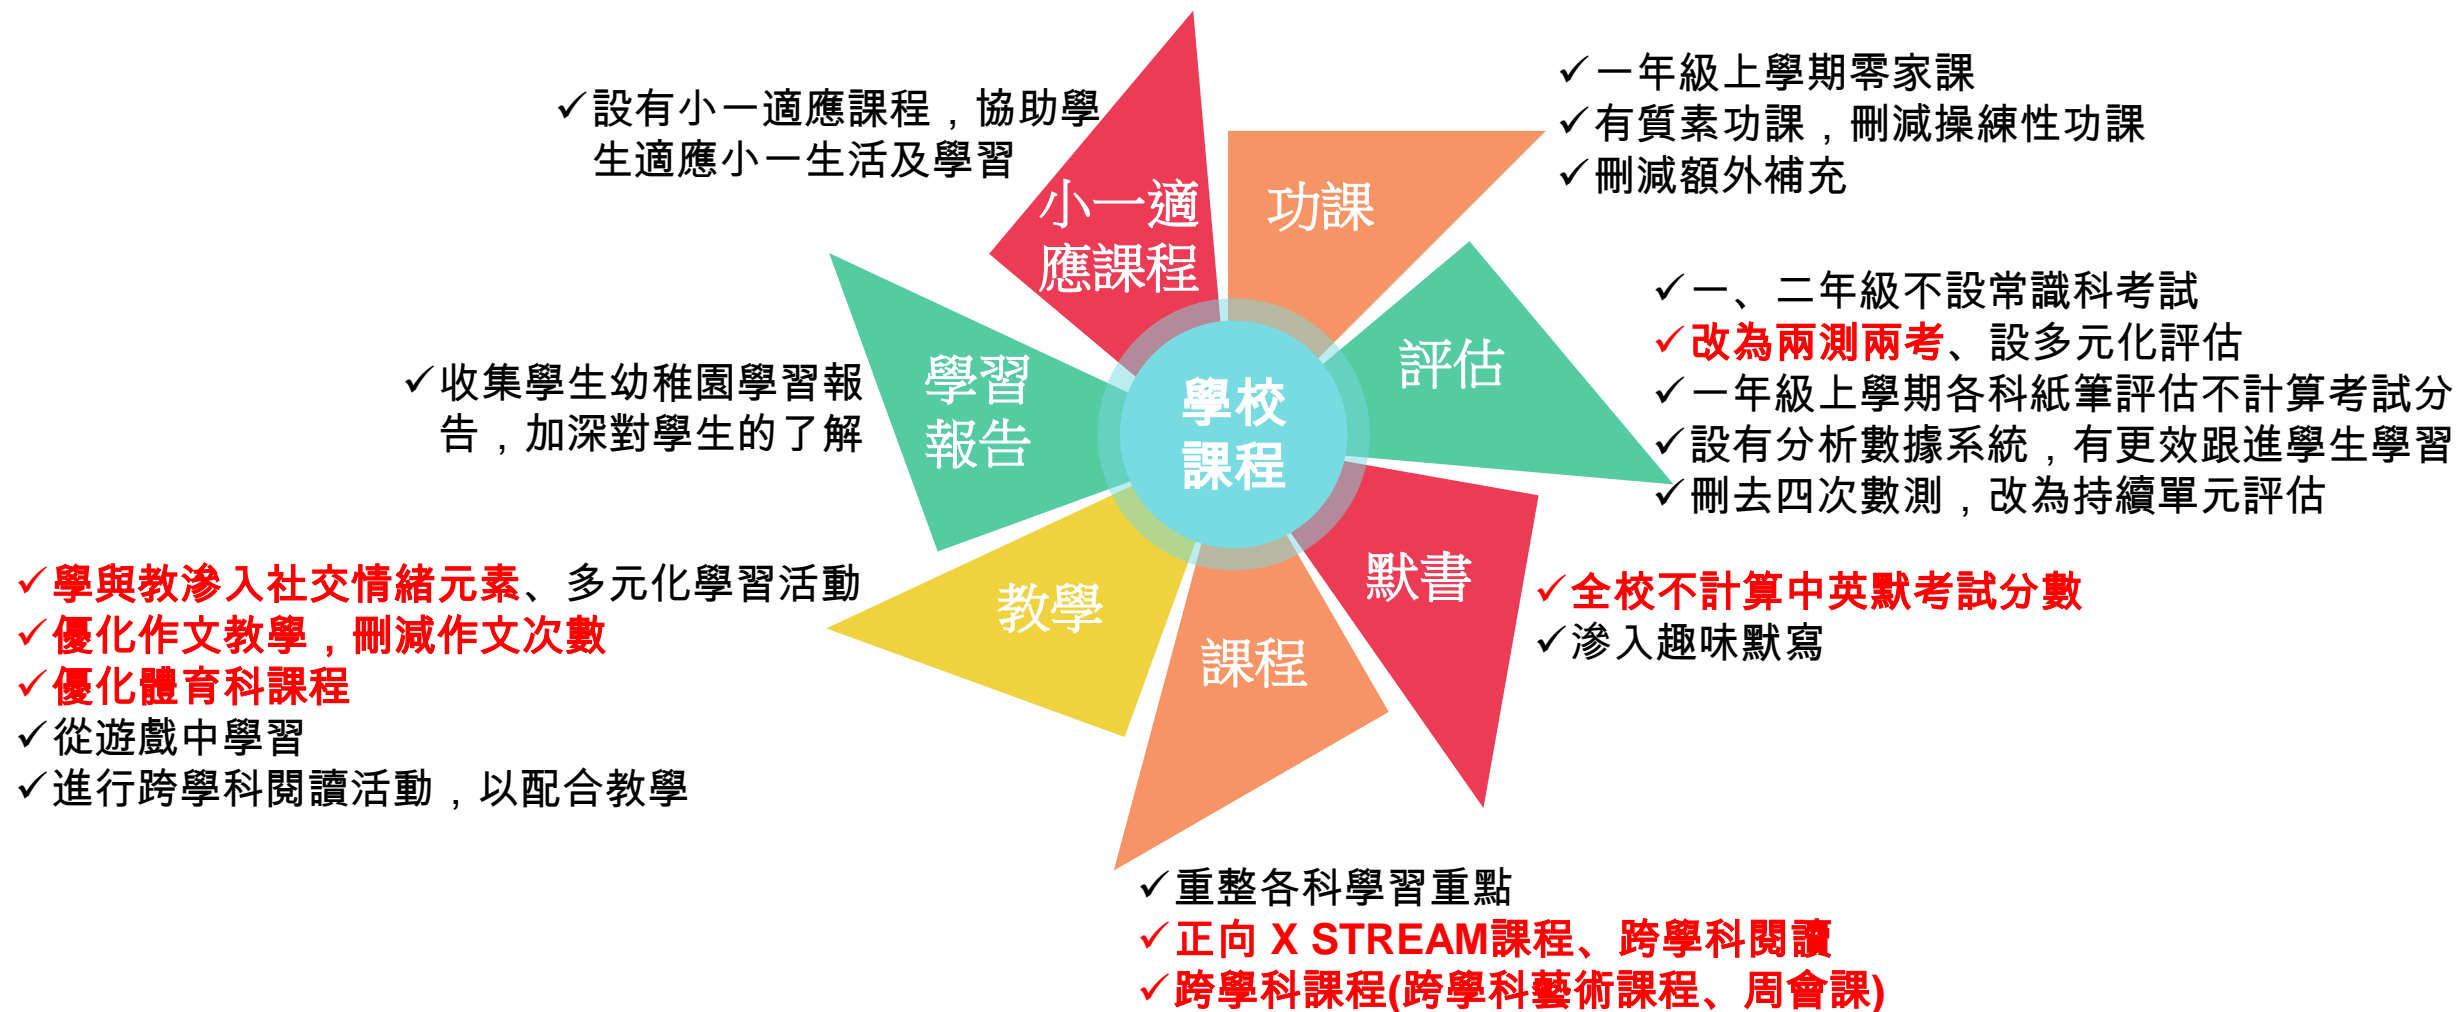 學校
課程
小一適
應課程
✓設有小一適應課程，協助學
生適應小一生活及學習
功課
✓一年級上學期零家課
✓有質素功課，刪減操練性功課
✓刪減額外補充
評估
✓一、二年級不設常識科考試
✓改為兩測兩考、設多元化評估
✓一年級上學期各科紙筆評估不計算考試分
✓設有分析數據系統，有更效跟進學生學習
✓刪去四次數測，改為持續單元評估
默書
✓全校不計算中英默考試分數
✓滲入趣味默寫
課程
✓重整各科學習重點
✓正向 X STREAM課程、跨學科閱讀
✓跨學科課程(跨學科藝術課程、周會課)
教學
✓學與教滲入社交情緒元素、多元化學習活動
✓優化作文教學，刪減作文次數
✓優化體育科課程
✓從遊戲中學習
✓進行跨學科閱讀活動，以配合教學
學習
報告
✓收集學生幼稚園學習報
告，加深對學生的了解